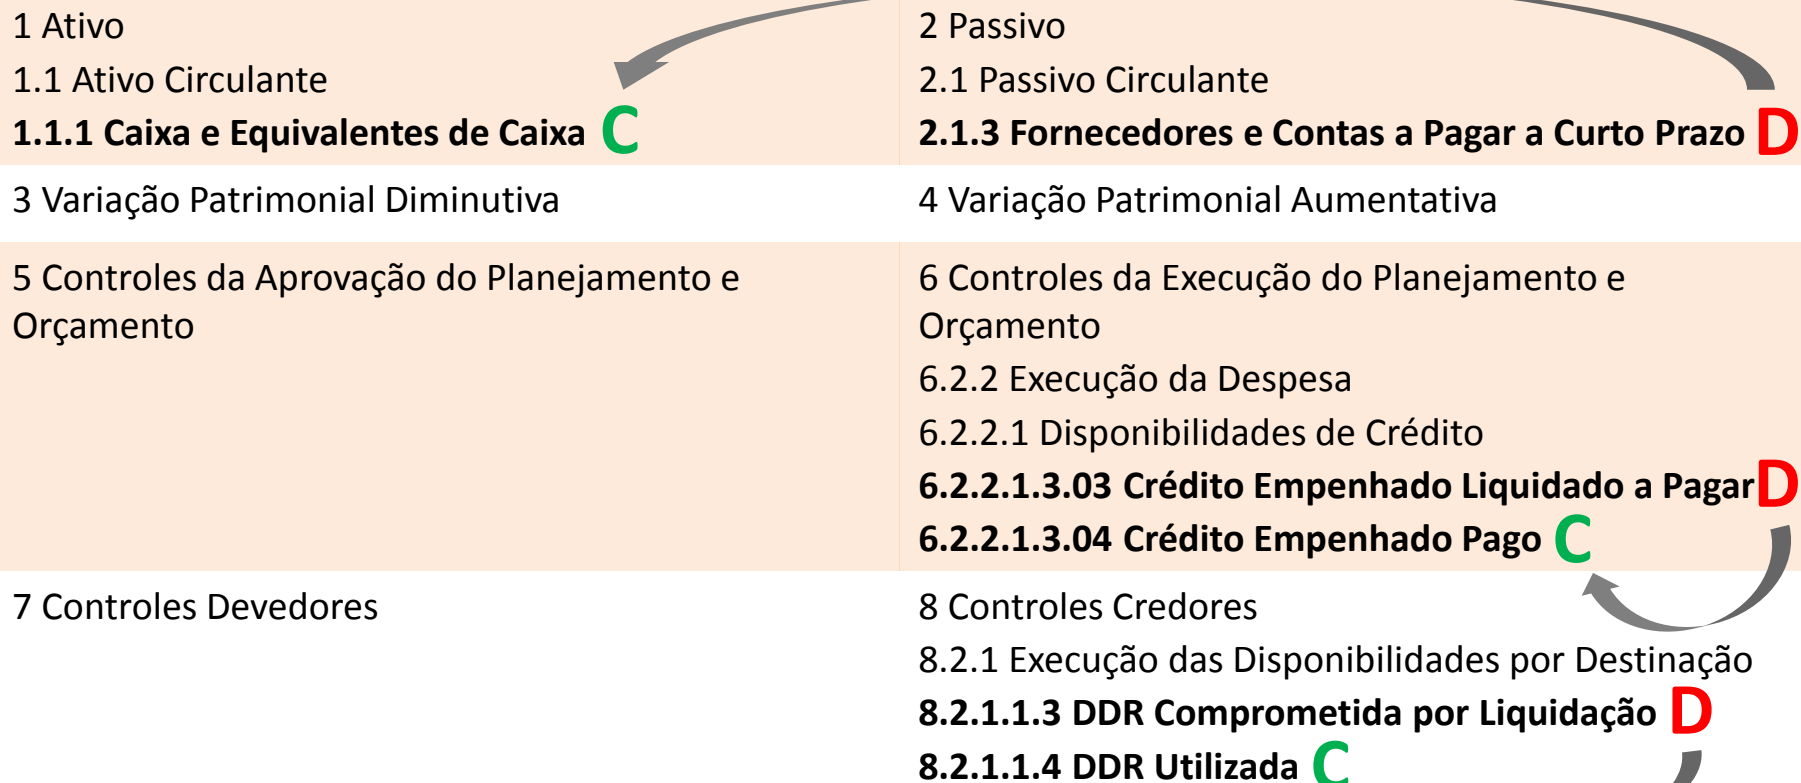 1 Ativo
1.1 Ativo Circulante
1.1.1 Caixa e Equivalentes de Caixa C
2 Passivo
2.1 Passivo Circulante
2.1.3 Fornecedores e Contas a Pagar a Curto Prazo D
3 Variação Patrimonial Diminutiva
4 Variação Patrimonial Aumentativa
5 Controles da Aprovação do Planejamento e
Orçamento
6 Controles da Execução do Planejamento e
Orçamento
6.2.2 Execução da Despesa
6.2.2.1 Disponibilidades de Crédito
6.2.2.1.3.03 Crédito Empenhado Liquidado a Pagar D
6.2.2.1.3.04 Crédito Empenhado Pago C
7 Controles Devedores
8 Controles Credores
8.2.1 Execução das Disponibilidades por Destinação
8.2.1.1.3 DDR Comprometida por Liquidação D
8.2.1.1.4 DDR Utilizada C